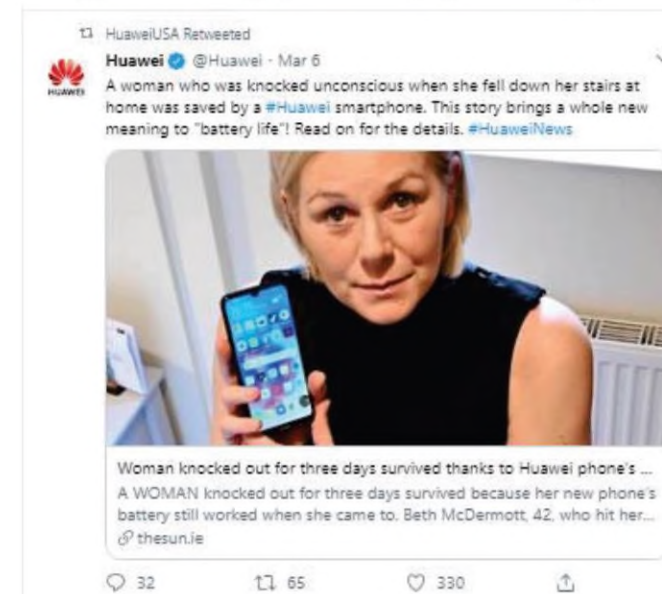 HuaweiUSA Retweeted
Huawei @Huawei · Mar 6
HUAWEI
A woman who was knocked unconscious when she fell down her stairs at
home was saved by a #Huawei smartphone. This story brings a whole new
meaning to "battery life"! Read on for the details. #HuaweiNews
Woman knocked out for three days survived thanks to Huawei phone's ...
A WOMAN knocked out for three days survived because her new phone's
battery still worked when she came to. Beth McDermott, 42, who hit her...
thesun.ie
32 65 330